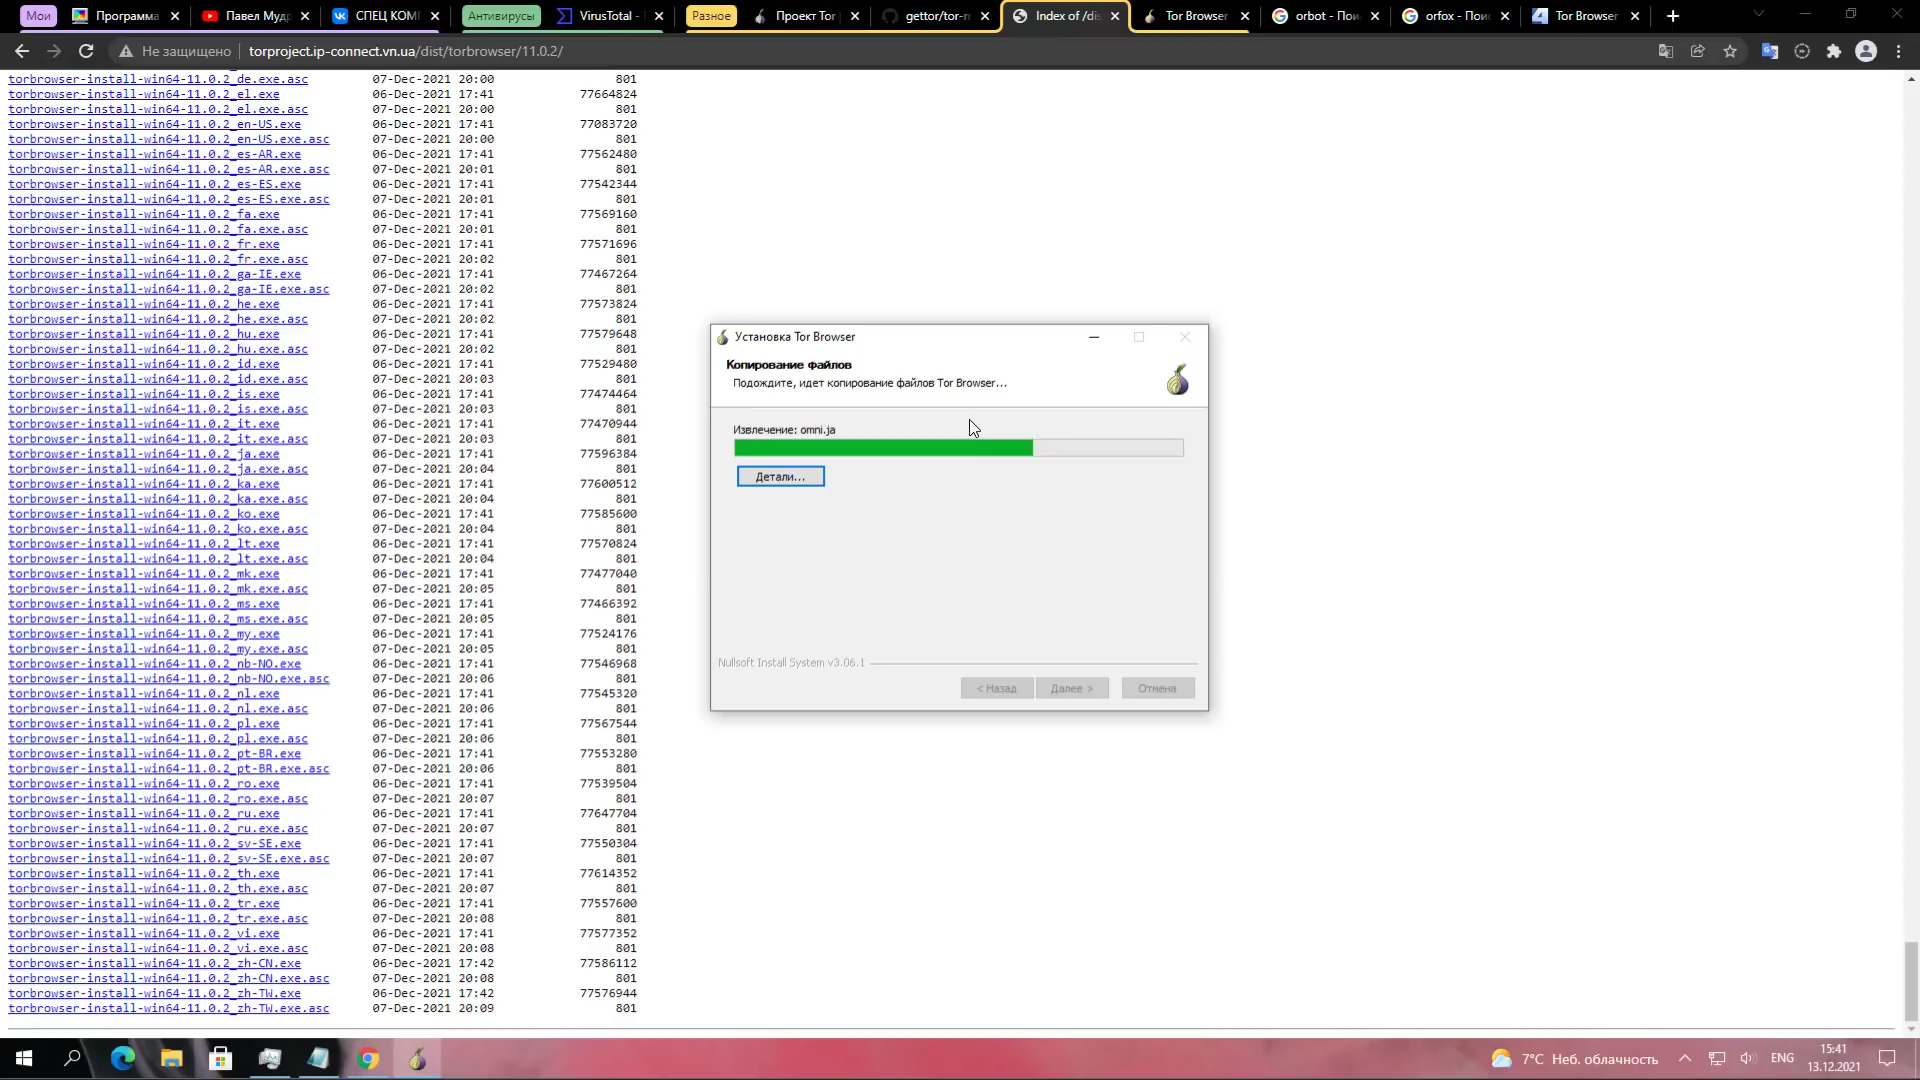 Мои
Программа
Павел Мудр
СПЕЦ КОМ
Антивирусы
VirusTotal -
Разное
Проект Tor
gettor/tor-m
Index of /dis
Tor Browser
orbot - Пои
orfox - Поис
Tor Browser
Не защищено
torproject.ip-connect.vn.ua/dist/torbrowser/11.0.2/
torbrowser-install-win64-11.0.2_de.exe.asc 07-Dec-2021 20:00 801
torbrowser-install-win64-11.0.2_el.exe 06-Dec-2021 17:41 77664824
torbrowser-install-win64-11.0.2_el.exe.asc 07-Dec-2021 20:00 801
torbrowser-install-win64-11.0.2_en-US.exe 06-Dec-2021 17:41 77083720
torbrowser-install-win64-11.0.2_en-US.exe.asc 07-Dec-2021 20:00 801
torbrowser-install-win64-11.0.2_es-AR.exe 06-Dec-2021 17:41 77562480
torbrowser-install-win64-11.0.2_es-AR.exe.asc 07-Dec-2021 20:01 801
torbrowser-install-win64-11.0.2_es-ES.exe 06-Dec-2021 17:41 77542344
torbrowser-install-win64-11.0.2_es-ES.exe.asc 07-Dec-2021 20:01 801
torbrowser-install-win64-11.0.2_fa.exe 06-Dec-2021 17:41 77569160
torbrowser-install-win64-11.0.2_fa.exe.asc 07-Dec-2021 20:01 801
torbrowser-install-win64-11.0.2_fr.exe 06-Dec-2021 17:41 77571696
torbrowser-install-win64-11.0.2_fr.exe.asc 07-Dec-2021 20:02 801
torbrowser-install-win64-11.0.2_ga-IE.exe 06-Dec-2021 17:41 77467264
torbrowser-install-win64-11.0.2_ga-IE.exe.asc 07-Dec-2021 20:02 801
torbrowser-install-win64-11.0.2_he.exe 06-Dec-2021 17:41 77573824
torbrowser-install-win64-11.0.2_he.exe.asc 07-Dec-2021 20:02 801
torbrowser-install-win64-11.0.2_hu.exe 06-Dec-2021 17:41 77579648
torbrowser-install-win64-11.0.2_hu.exe.asc 07-Dec-2021 20:02 801
torbrowser-install-win64-11.0.2_id.exe 06-Dec-2021 17:41 77529480
torbrowser-install-win64-11.0.2_id.exe.asc 07-Dec-2021 20:03 801
torbrowser-install-win64-11.0.2_is.exe 06-Dec-2021 17:41 77474464
torbrowser-install-win64-11.0.2_is.exe.asc 07-Dec-2021 20:03 801
torbrowser-install-win64-11.0.2_it.exe 06-Dec-2021 17:41 77470944
torbrowser-install-win64-11.0.2_it.exe.asc 07-Dec-2021 20:03 801
torbrowser-install-win64-11.0.2_ja.exe 06-Dec-2021 17:41 77596384
torbrowser-install-win64-11.0.2_ja.exe.asc 07-Dec-2021 20:04 801
torbrowser-install-win64-11.0.2_ka.exe 06-Dec-2021 17:41 77600512
torbrowser-install-win64-11.0.2_ka.exe.asc 07-Dec-2021 20:04 801
torbrowser-install-win64-11.0.2_ko.exe 06-Dec-2021 17:41 77585600
torbrowser-install-win64-11.0.2_ko.exe.asc 07-Dec-2021 20:04 801
torbrowser-install-win64-11.0.2_lt.exe 06-Dec-2021 17:41 77570824
torbrowser-install-win64-11.0.2_lt.exe.asc 07-Dec-2021 20:04 801
torbrowser-install-win64-11.0.2_mk.exe 06-Dec-2021 17:41 77477040
torbrowser-install-win64-11.0.2_mk.exe.asc 07-Dec-2021 20:05 801
torbrowser-install-win64-11.0.2_ms.exe 06-Dec-2021 17:41 77466392
torbrowser-install-win64-11.0.2_ms.exe.asc 07-Dec-2021 20:05 801
torbrowser-install-win64-11.0.2_my.exe 06-Dec-2021 17:41 77524176
torbrowser-install-win64-11.0.2_my.exe.asc 07-Dec-2021 20:05 801
torbrowser-install-win64-11.0.2_nb-NO.exe 06-Dec-2021 17:41 77546968
torbrowser-install-win64-11.0.2_nb-NO.exe.asc 07-Dec-2021 20:06 801
torbrowser-install-win64-11.0.2_nl.exe 06-Dec-2021 17:41 77545320
torbrowser-install-win64-11.0.2_nl.exe.asc 07-Dec-2021 20:06 801
torbrowser-install-win64-11.0.2_pl.exe 06-Dec-2021 17:41 77567544
torbrowser-install-win64-11.0.2_pl.exe.asc 07-Dec-2021 20:06 801
torbrowser-install-win64-11.0.2_pt-BR.exe 06-Dec-2021 17:41 77553280
torbrowser-install-win64-11.0.2_pt-BR.exe.asc 07-Dec-2021 20:06 801
torbrowser-install-win64-11.0.2_ro.exe 06-Dec-2021 17:41 77539504
torbrowser-install-win64-11.0.2_ro.exe.asc 07-Dec-2021 20:07 801
torbrowser-install-win64-11.0.2_ru.exe 06-Dec-2021 17:41 77647704
torbrowser-install-win64-11.0.2_ru.exe.asc 07-Dec-2021 20:07 801
torbrowser-install-win64-11.0.2_sv-SE.exe 06-Dec-2021 17:41 77550304
torbrowser-install-win64-11.0.2_sv-SE.exe.asc 07-Dec-2021 20:07 801
torbrowser-install-win64-11.0.2_th.exe 06-Dec-2021 17:41 77614352
torbrowser-install-win64-11.0.2_th.exe.asc 07-Dec-2021 20:07 801
torbrowser-install-win64-11.0.2_tr.exe 06-Dec-2021 17:41 77557600
torbrowser-install-win64-11.0.2_tr.exe.asc 07-Dec-2021 20:08 801
torbrowser-install-win64-11.0.2_vi.exe 06-Dec-2021 17:41 77577352
torbrowser-install-win64-11.0.2_vi.exe.asc 07-Dec-2021 20:08 801
torbrowser-install-win64-11.0.2_zh-CN.exe 06-Dec-2021 17:42 77586112
torbrowser-install-win64-11.0.2_zh-CN.exe.asc 07-Dec-2021 20:08 801
torbrowser-install-win64-11.0.2_zh-TW.exe 06-Dec-2021 17:42 77576944
torbrowser-install-win64-11.0.2_zh-TW.exe.asc 07-Dec-2021 20:09 801
Установка Tor Browser
Копирование файлов
Подождите, идет копирование файлов Tor Browser...
Извлечение: omni.ja
Детали...
Nullsoft Install System v3.06.1
< Назад
Далее >
Отмена
7°C Неб. облачность
ENG
15:41
13.12.2021